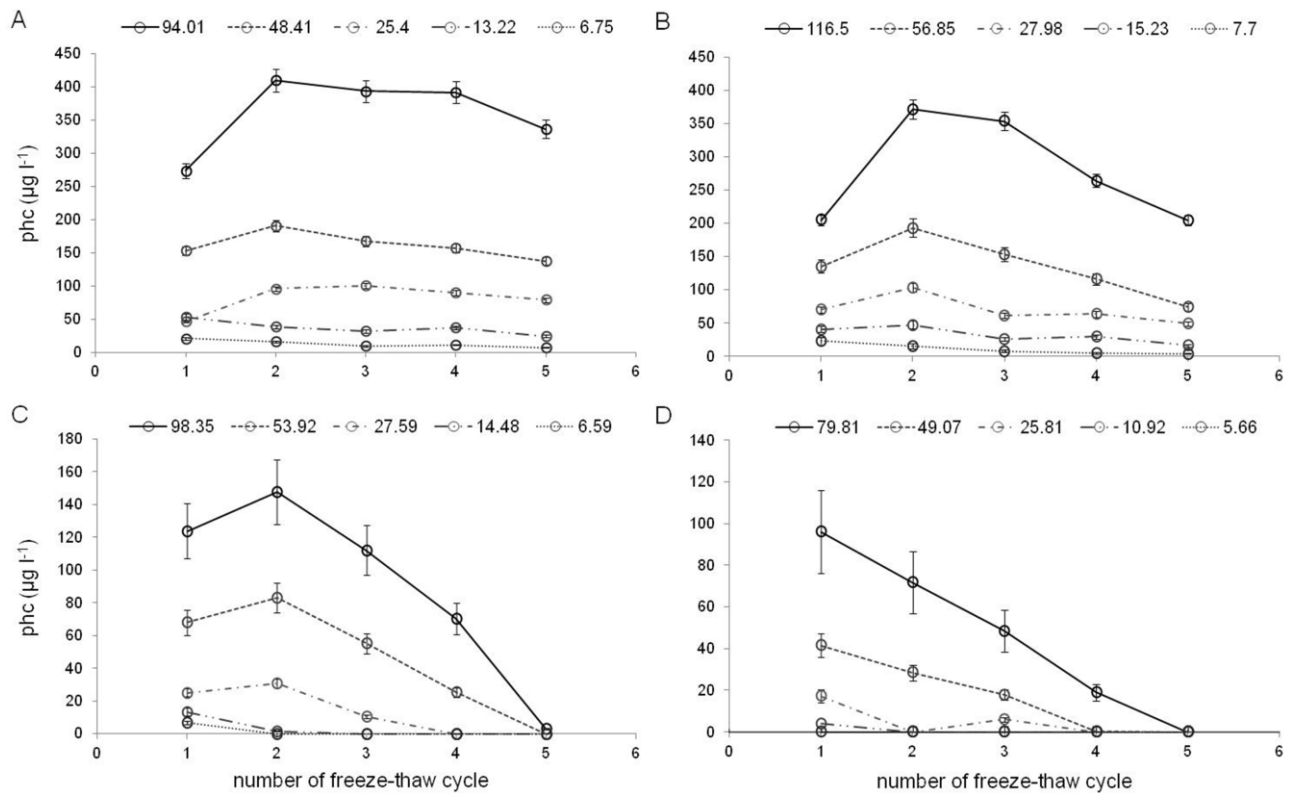 A
94.01 48.41 25.4 13.22 6.75
450
400
350
300
250
200
150
100
50
0
phc (µg l⁻¹)
0 1 2 3 4 5 6
B
116.5 56.85 27.98 15.23 7.7
450
400
350
300
250
200
150
100
50
0
0 1 2 3 4 5 6
C
98.35 53.92 27.59 14.48 6.59
180
160
140
120
100
80
60
40
20
0
phc (µg l⁻¹)
0 1 2 3 4 5 6
number of freeze-thaw cycle
D
79.81 49.07 25.81 10.92 5.66
140
120
100
80
60
40
20
0
0 1 2 3 4 5 6
number of freeze-thaw cycle